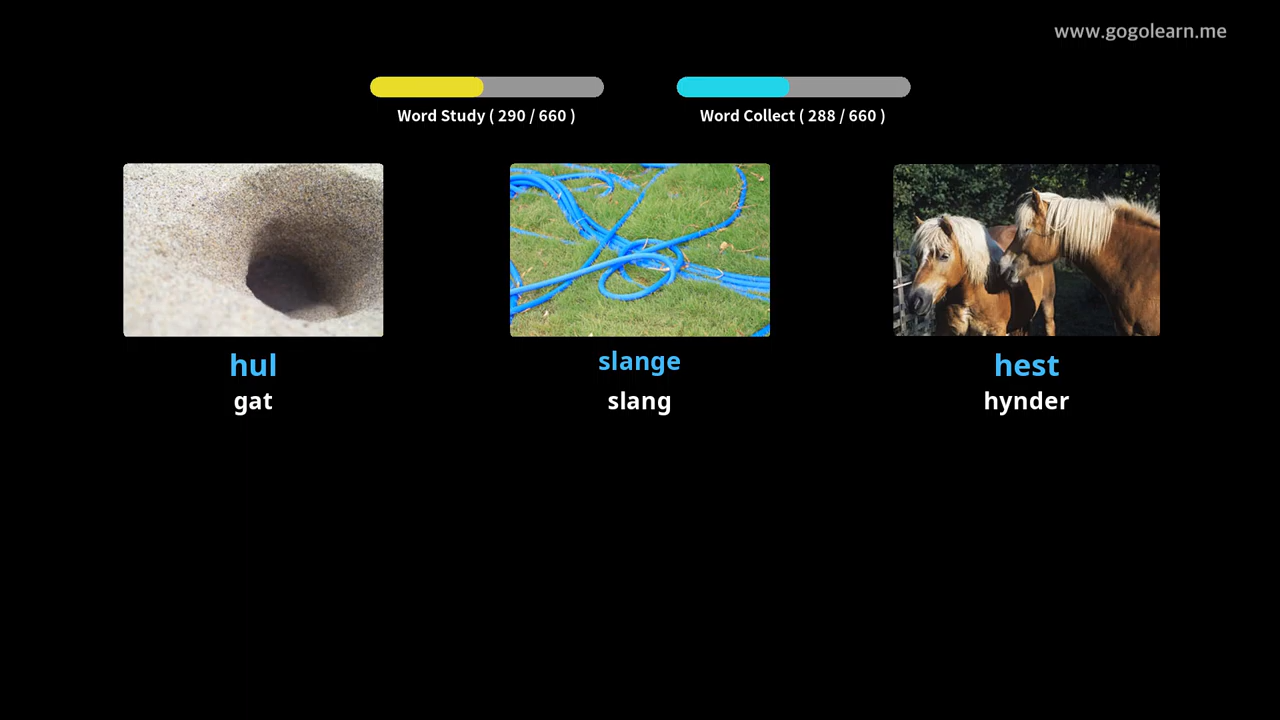 www.gogolearn.me
Word Study ( 290 / 660 )
Word Collect ( 288 / 660 )
hul
gat
slange
slang
hest
hynder